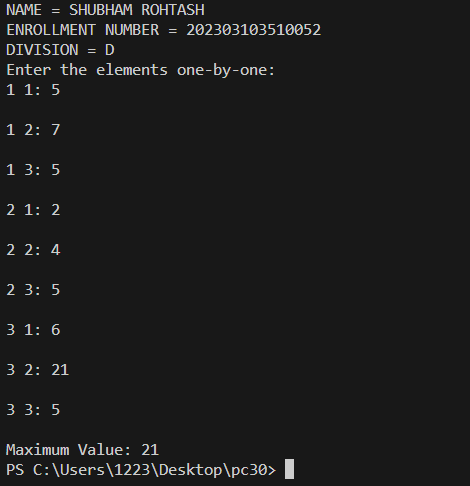 NAME = SHUBHAM ROHTASH
ENROLLMENT NUMBER = 202303103510052
DIVISION = D
Enter the elements one-by-one:
1 1: 5
1 2: 7
1 3: 5
2 1: 2
2 2: 4
2 3: 5
3 1: 6
3 2: 21
3 3: 5
Maximum Value: 21
PS C:\Users\1223\Desktop\pc30>